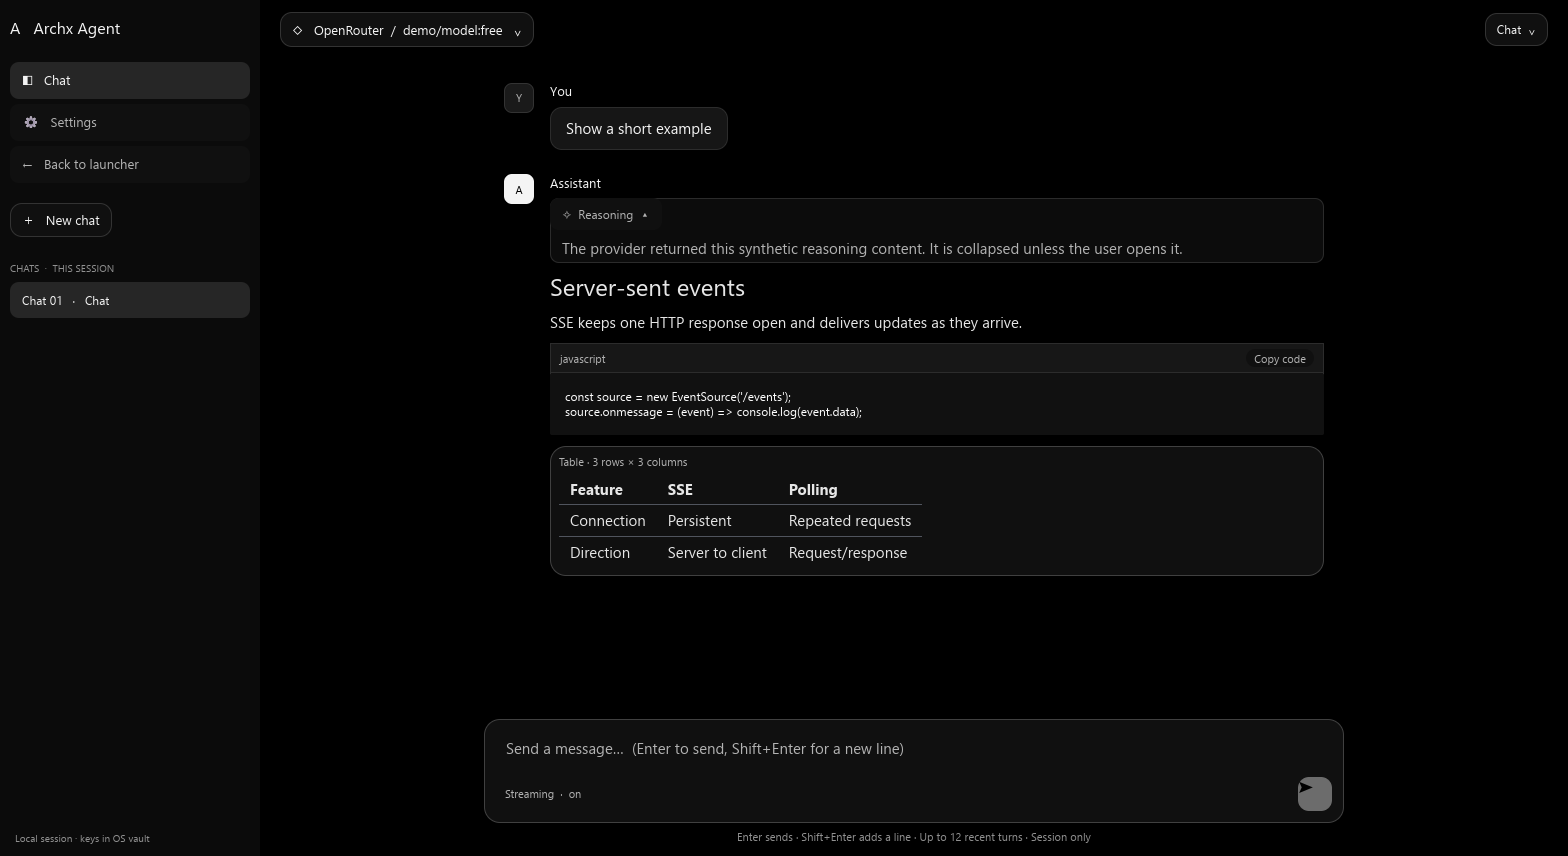 A Archx Agent
Chat
Settings
← Back to launcher
+ New chat
CHATS · THIS SESSION
Chat 01 · Chat
Local session · keys in OS vault
OpenRouter / demo/model:free
Chat
Y
You
Show a short example
A
Assistant
Reasoning
The provider returned this synthetic reasoning content. It is collapsed unless the user opens it.
Server-sent events
SSE keeps one HTTP response open and delivers updates as they arrive.
javascript Copy code
const source = new EventSource('/events');
source.onmessage = (event) => console.log(event.data);
Table · 3 rows × 3 columns
Feature SSE Polling
Connection Persistent Repeated requests
Direction Server to client Request/response
Send a message... (Enter to send, Shift+Enter for a new line)
Streaming · on
Enter sends · Shift+Enter adds a line · Up to 12 recent turns · Session only